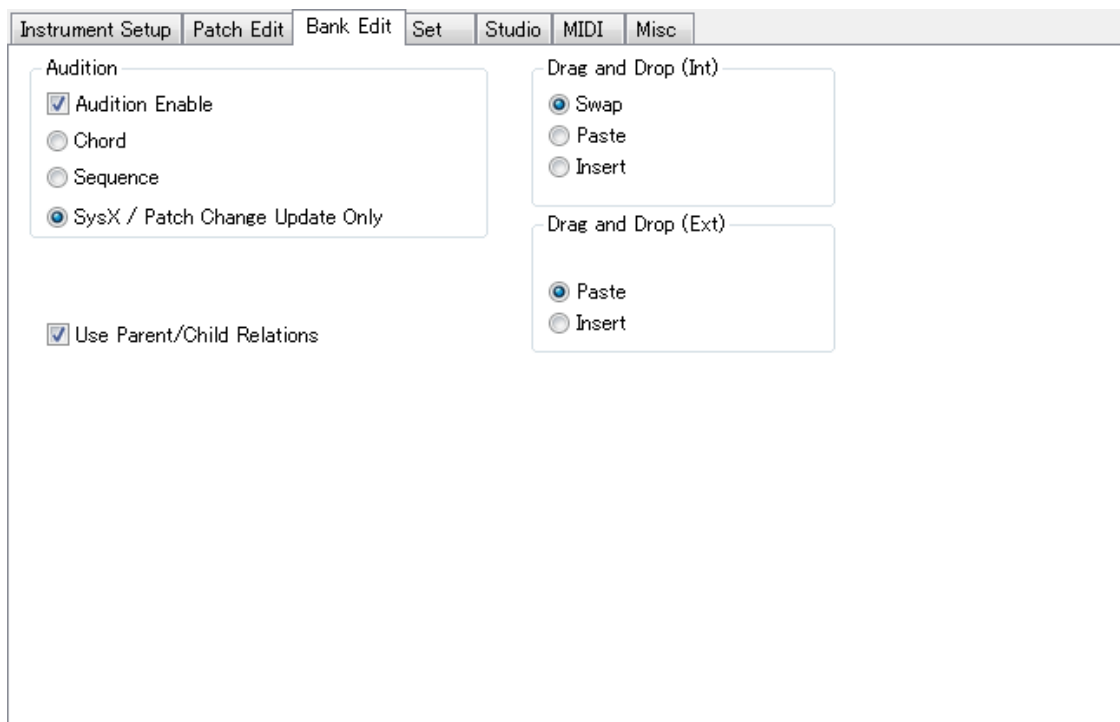 Instrument Setup Patch Edit Bank Edit Set Studio MIDI Misc
Audition
Audition Enable
Chord
Sequence
SysX / Patch Change Update Only
Use Parent/Child Relations
Drag and Drop (Int)
Swap
Paste
Insert
Drag and Drop (Ext)
Paste
Insert